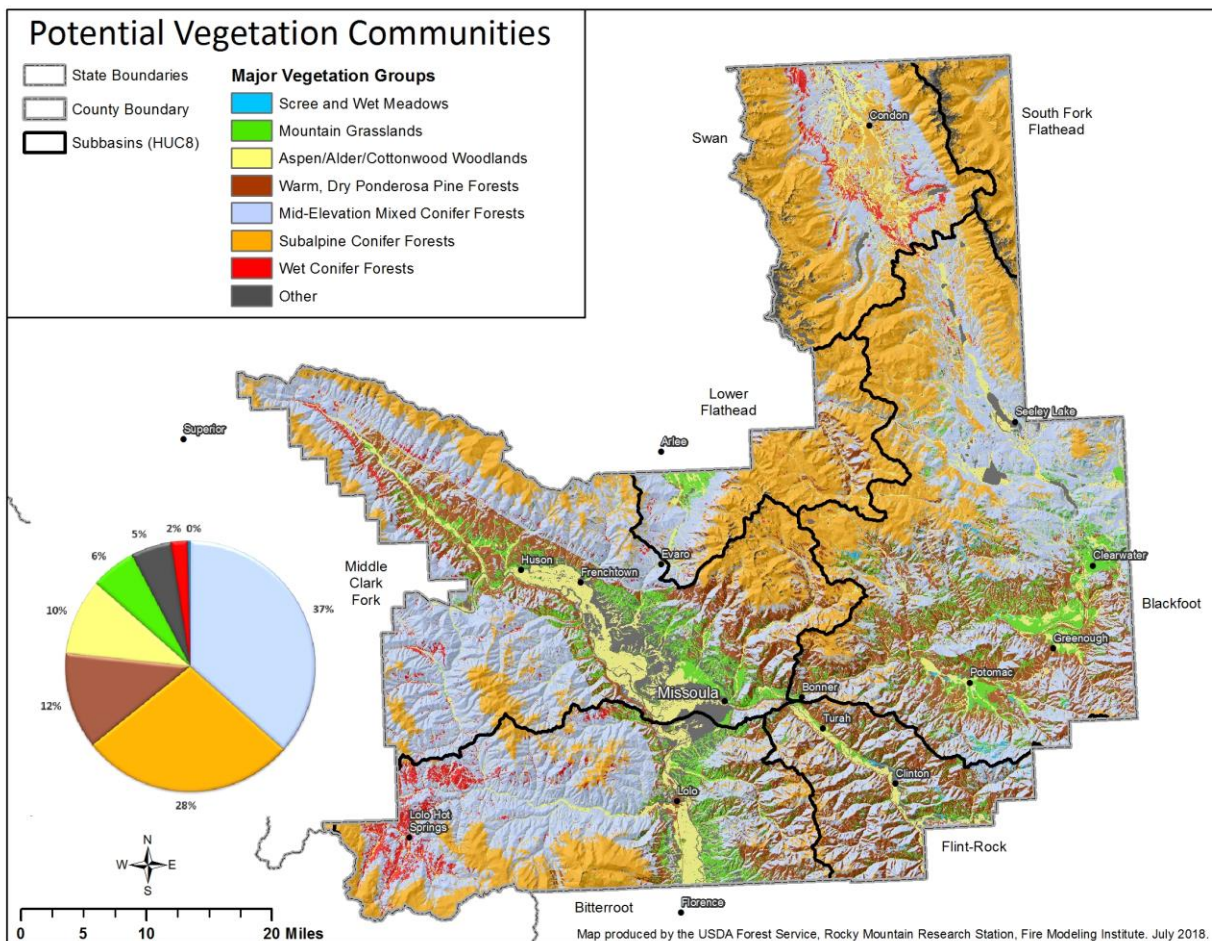 Potential Vegetation Communities
State Boundaries
County Boundary
Subbasins (HUC8)
Major Vegetation Groups
Scree and Wet Meadows
Mountain Grasslands
Aspen/Alder/Cottonwood Woodlands
Warm, Dry Ponderosa Pine Forests
Mid-Elevation Mixed Conifer Forests
Subalpine Conifer Forests
Wet Conifer Forests
Other
Swan
Condon
South Fork
Flathead
Lower
Flathead
Seeley Lake
Superior
Arlee
Middle
Clark
Fork
Huson
Frenchtown
Evaro
Clearwater
Blackfoot
Greenough
Potomac
Missoula
Bonner
Turah
Clinton
Lolo
Lolo Hot
Springs
Flint-Rock
Bitterroot
Florence
0%
2%
5%
6%
10%
12%
28%
37%
N
W E
S
0 5 10 20 Miles
Map produced by the USDA Forest Service, Rocky Mountain Research Station, Fire Modeling Institute. July 2018.